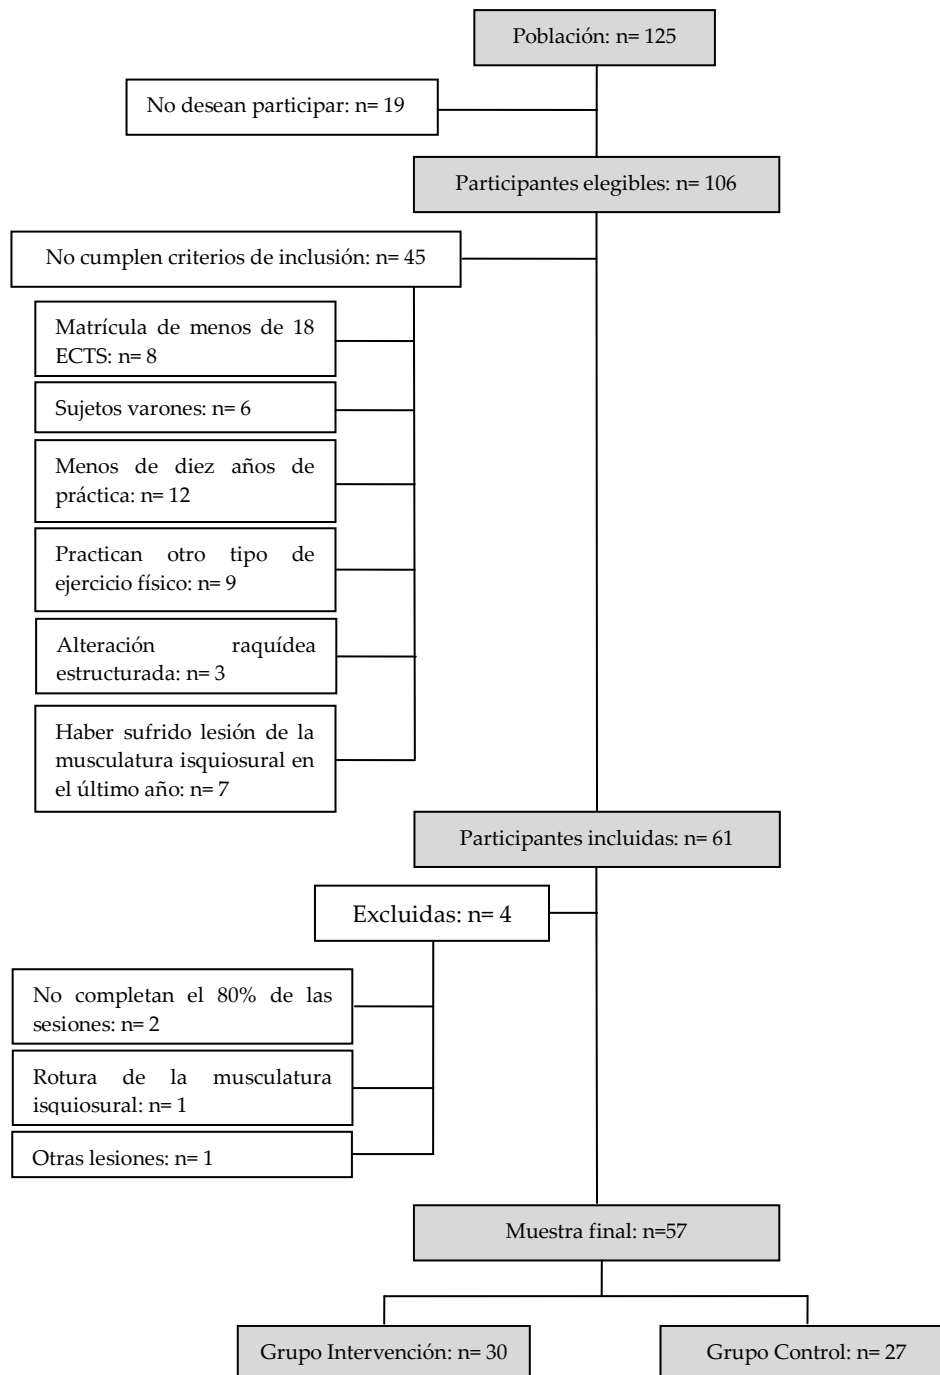 Población: n= 125
No desean participar: n= 19
Participantes elegibles: n= 106
No cumplen criterios de inclusión: n= 45
Matrícula de menos de 18
ECTS: n= 8
Sujetos varones: n= 6
Menos de diez años de
práctica: n= 12
Practican otro tipo de
ejercicio físico: n= 9
Alteración raquídea
estructurada: n= 3
Haber sufrido lesión de la
musculatura isquiosural en
el último año: n= 7
Participantes incluidas: n= 61
Excluidas: n= 4
No completan el 80% de las
sesiones: n= 2
Rotura de la musculatura
isquiosural: n= 1
Otras lesiones: n= 1
Muestra final: n=57
Grupo Intervención: n= 30
Grupo Control: n= 27